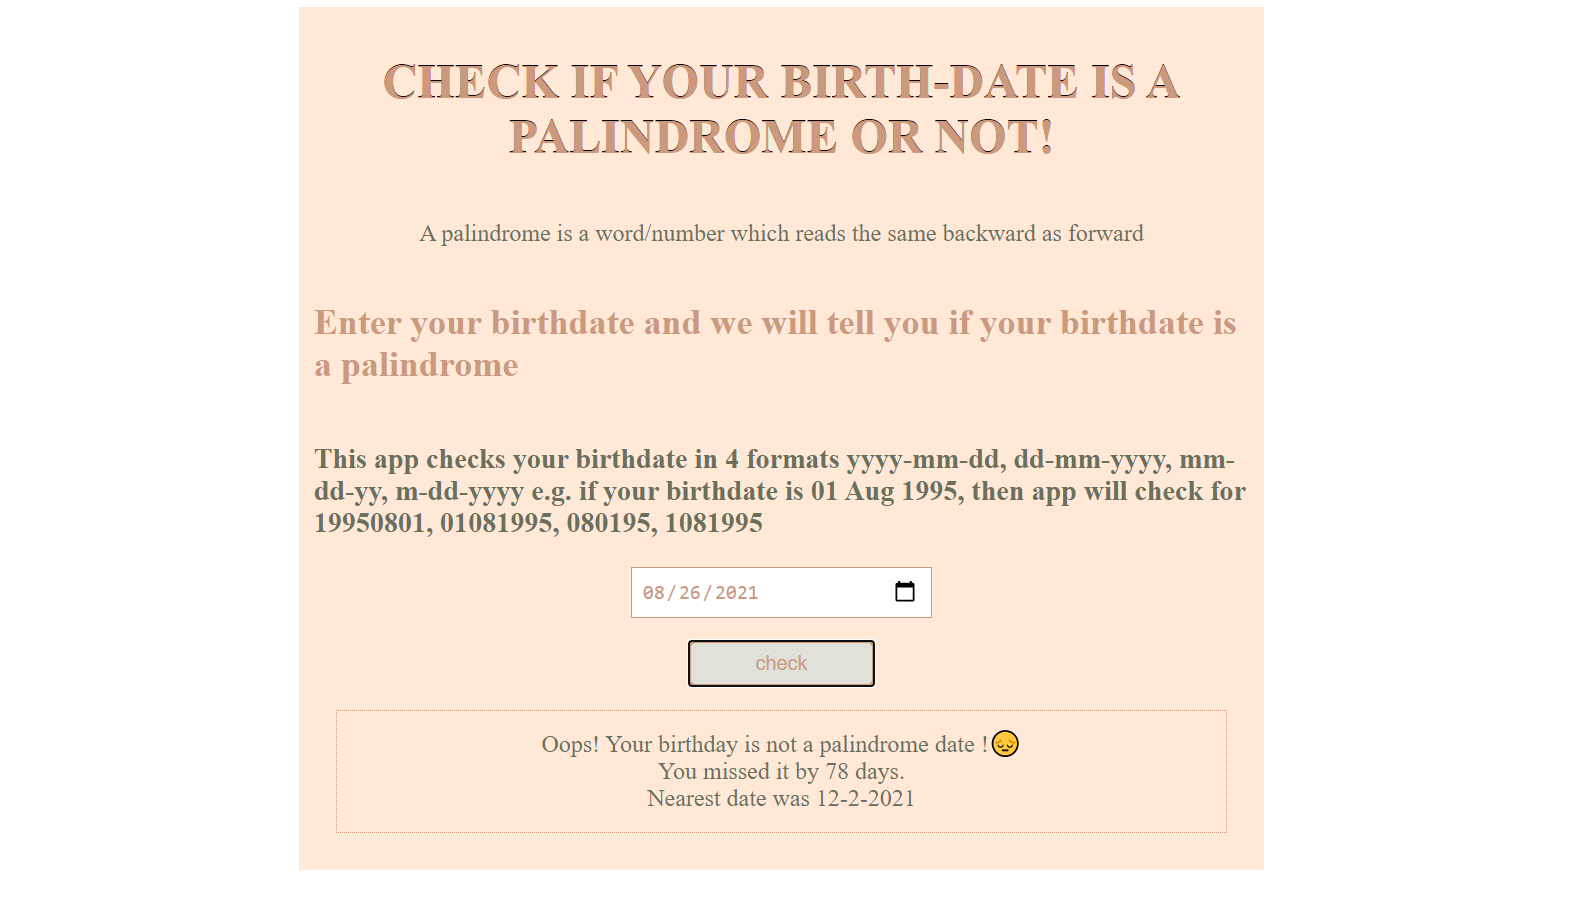 CHECK IF YOUR BIRTH-DATE IS A
PALINDROME OR NOT!
A palindrome is a word/number which reads the same backward as forward
Enter your birthdate and we will tell you if your birthdate is
a palindrome
This app checks your birthdate in 4 formats yyyy-mm-dd, dd-mm-yyyy, mm-
dd-yy, m-dd-yyyy e.g. if your birthdate is 01 Aug 1995, then app will check for
19950801, 01081995, 080195, 1081995
08/26/2021
check
Oops! Your birthday is not a palindrome date !😔
You missed it by 78 days.
Nearest date was 12-2-2021